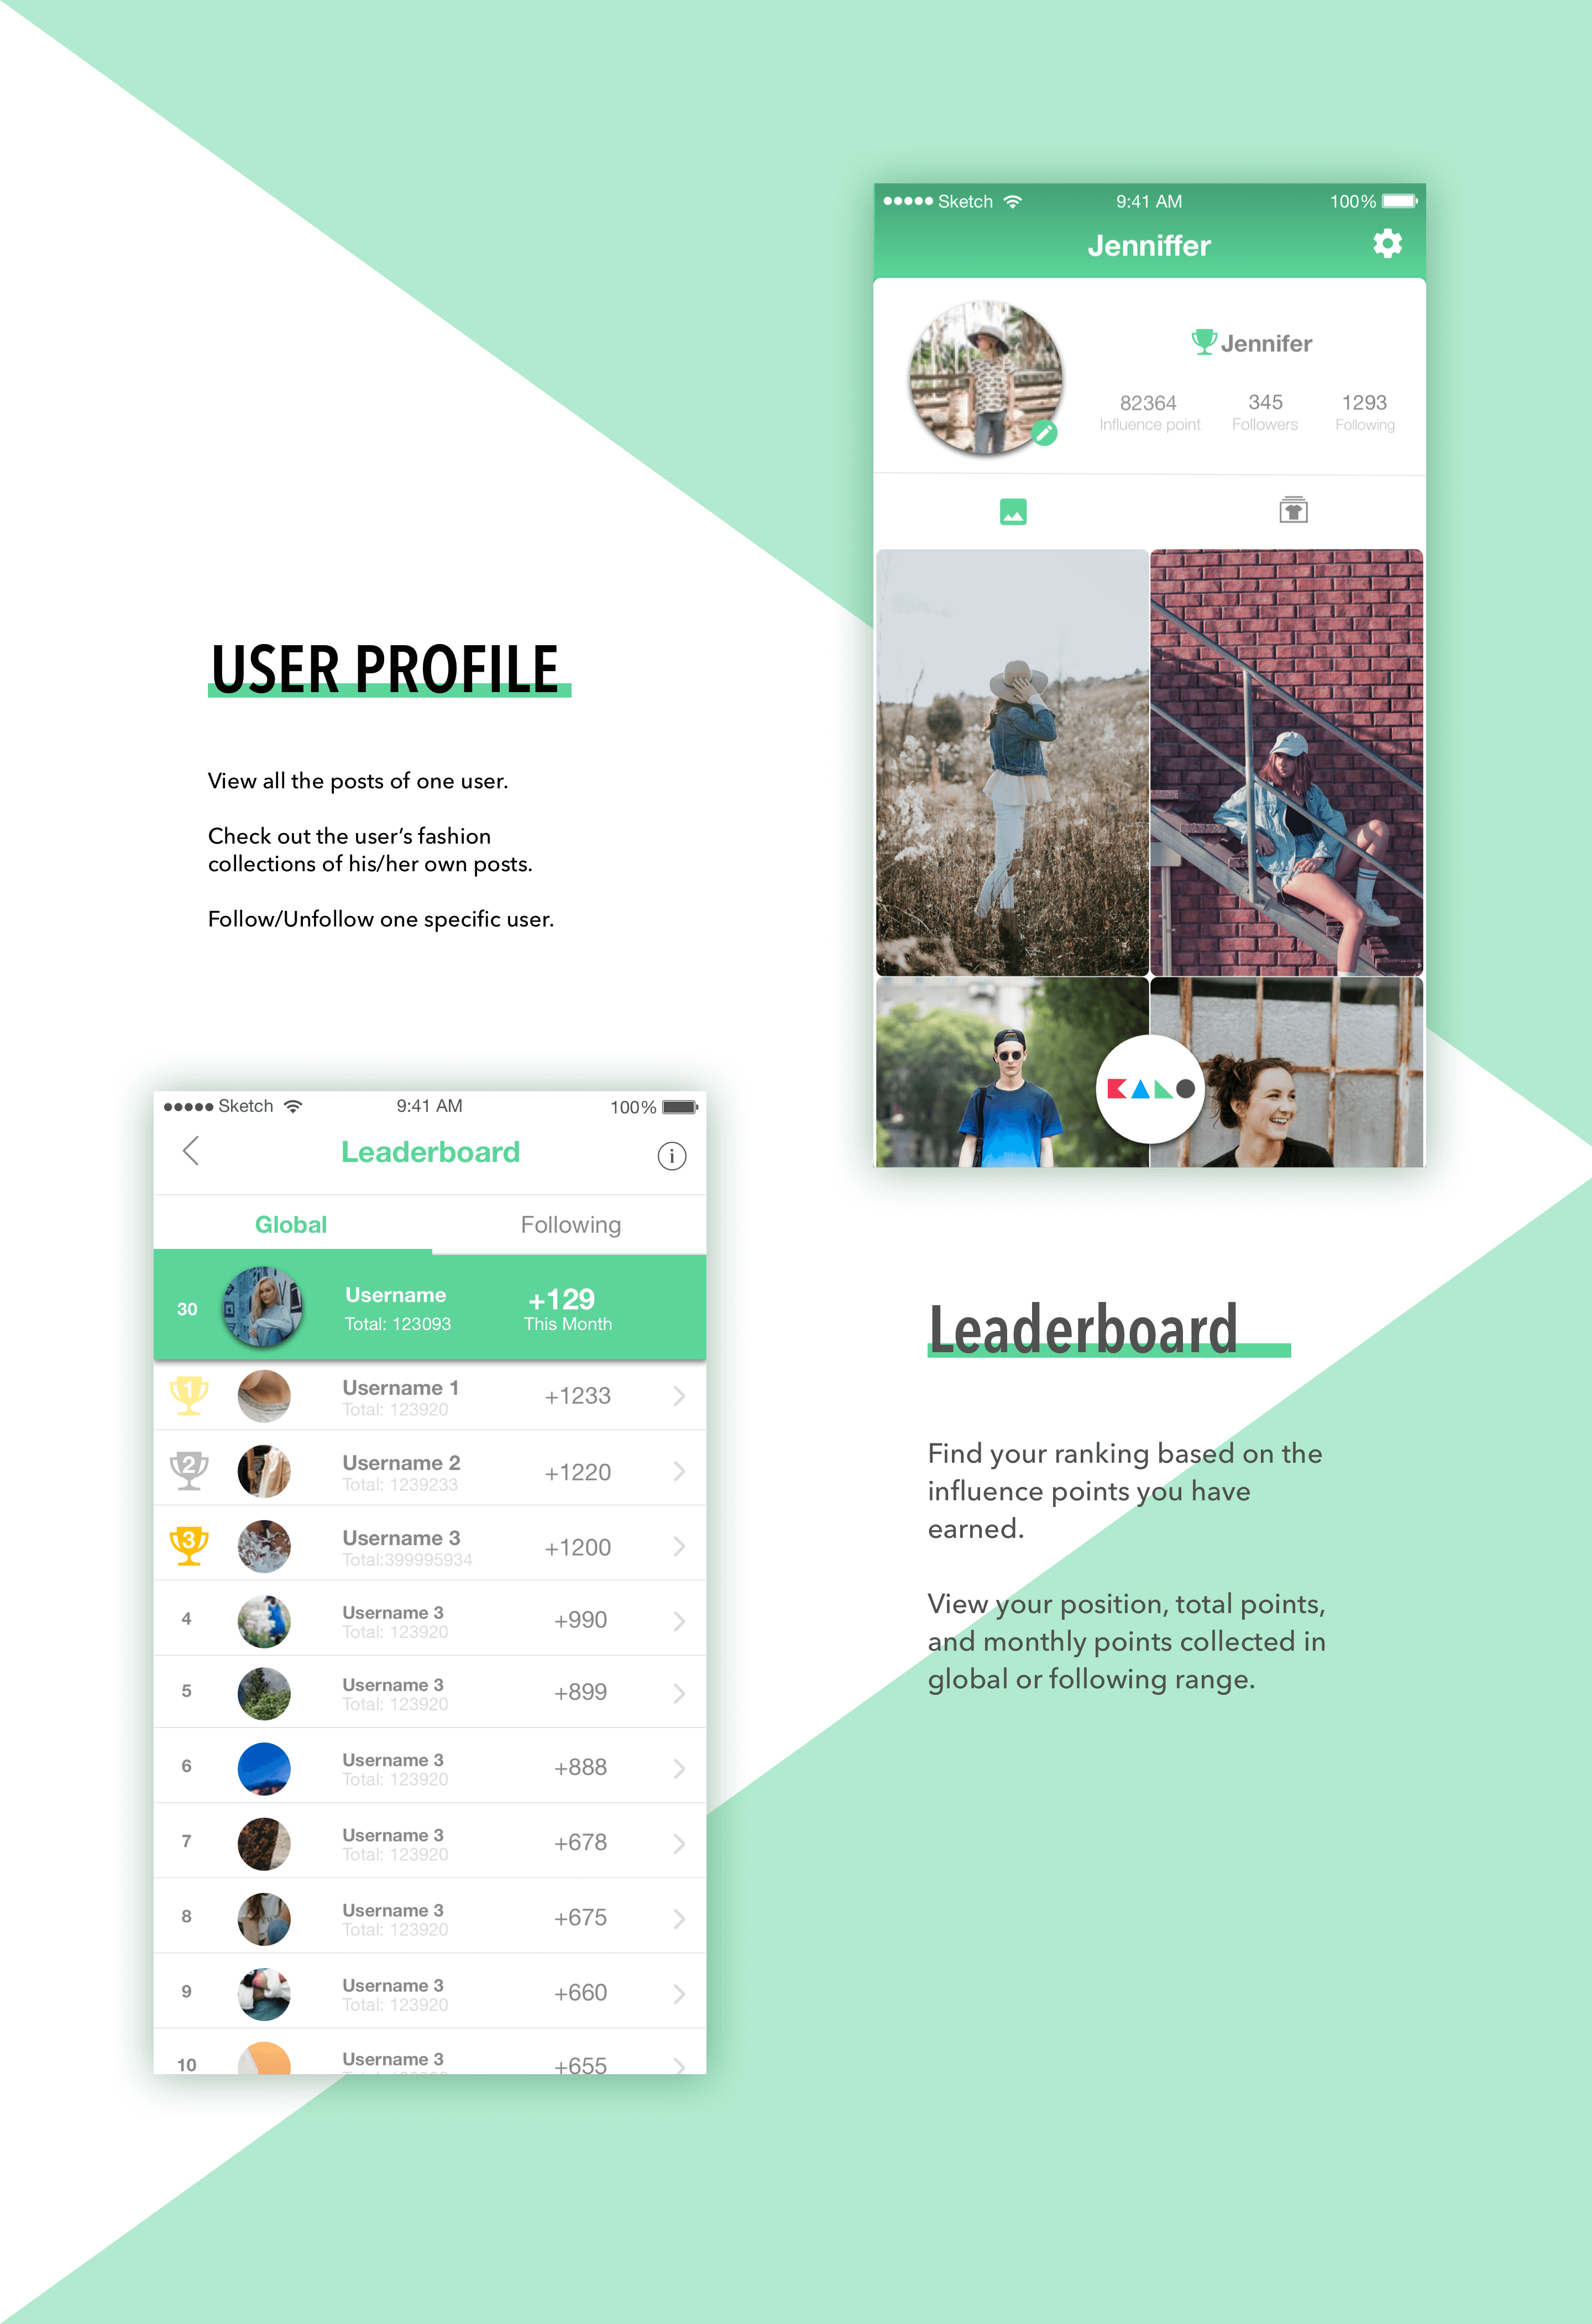 Sketch 9:41 AM 100%
Jenniffer
Jennifer
82364 345 1293
Influence point Followers Following
USER PROFILE
View all the posts of one user.
Check out the user’s fashion
collections of his/her own posts.
Follow/Unfollow one specific user.
KALO
Sketch 9:41 AM 100%
Leaderboard
Global Following
30 Username +129
Total: 123093 This Month
1 Username 1 +1233
Total: 123920
2 Username 2 +1220
Total: 1239233
3 Username 3 +1200
Total:399995934
4 Username 3 +990
Total: 123920
5 Username 3 +899
Total: 123920
6 Username 3 +888
Total: 123920
7 Username 3 +678
Total: 123920
8 Username 3 +675
Total: 123920
9 Username 3 +660
Total: 123920
10 Username 3 +655
Leaderboard
Find your ranking based on the
influence points you have
earned.
View your position, total points,
and monthly points collected in
global or following range.